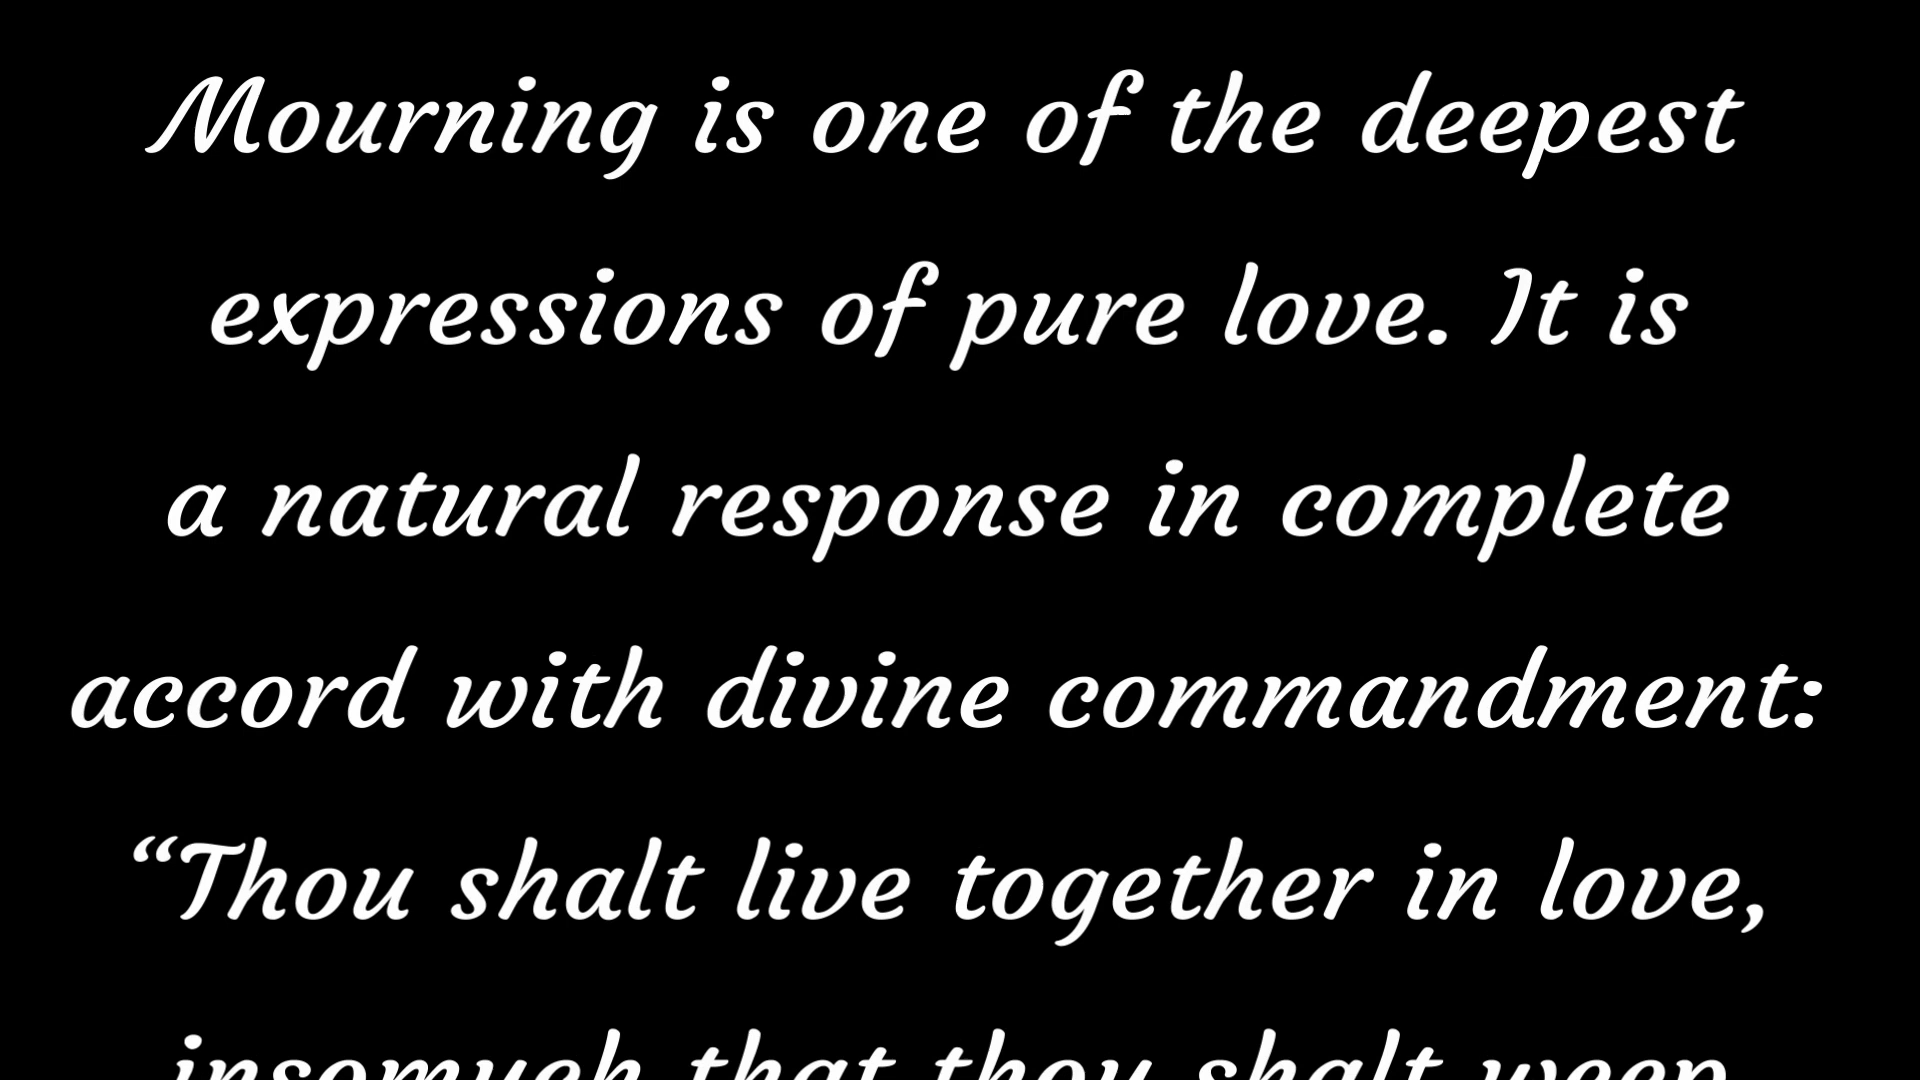 Mourning is one of the deepest
expressions of pure love. It is
a natural response in complete
accord with divine commandment:
“Thou shalt live together in love,
insomuch that thou shalt weep